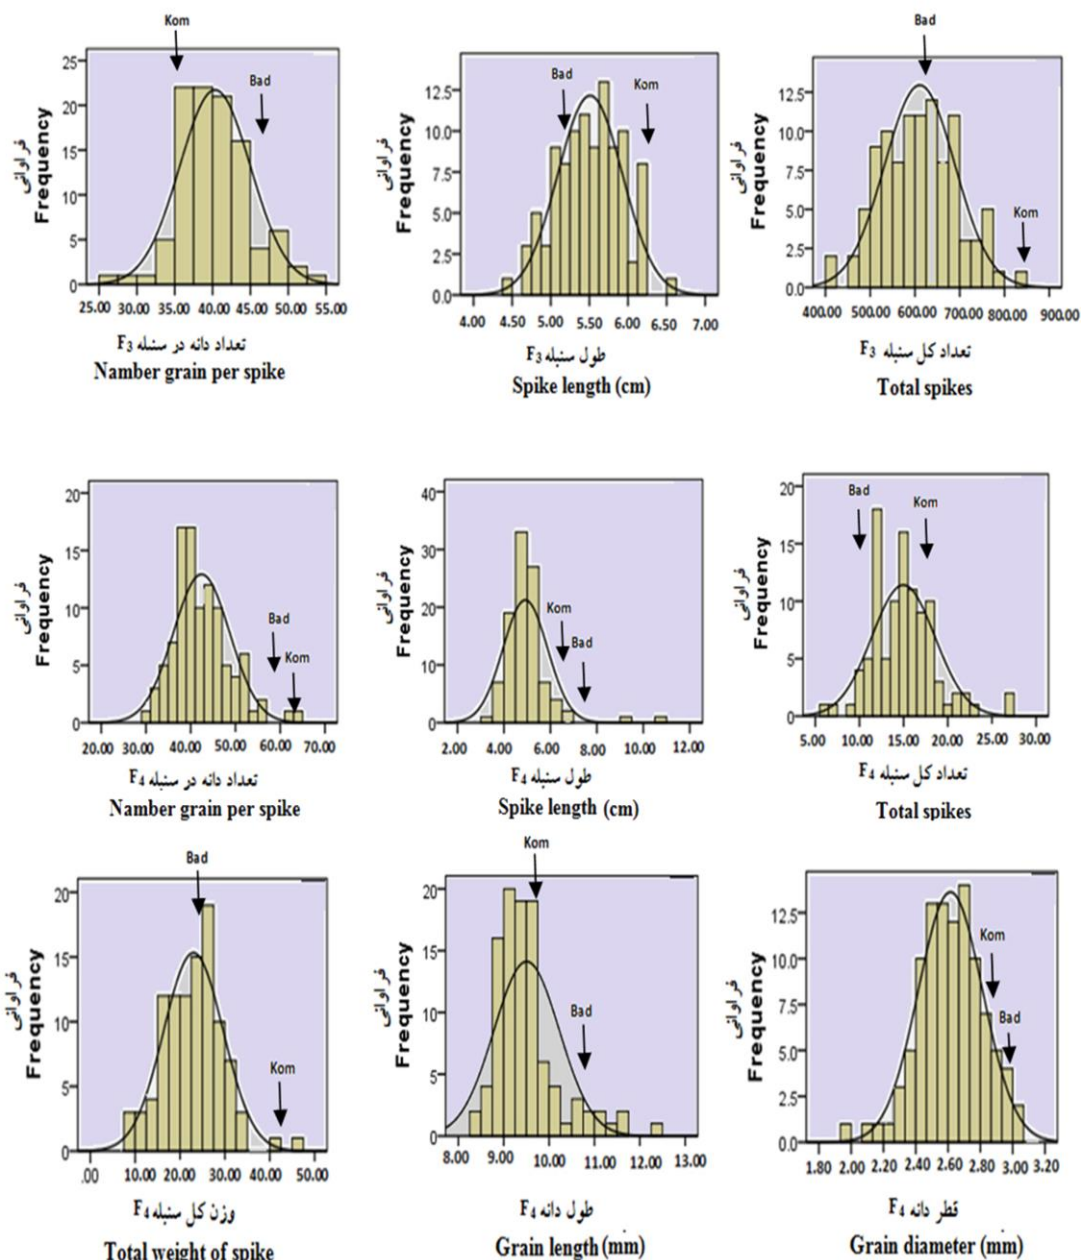 Kom
Bad
فراوانی
Frequency
25
20
15
10
5
0
25.00 30.00 35.00 40.00 45.00 50.00 55.00
تعداد دانه در سنبله F3
Namber grain per spike
Bad
Kom
فراوانی
Frequency
12.5
10.0
7.5
5.0
2.5
0.0
4.00 4.50 5.00 5.50 6.00 6.50 7.00
طول سنبله F3
Spike length (cm)
Bad
Kom
فراوانی
Frequency
12.5
10.0
7.5
5.0
2.5
0.0
400.00 500.00 600.00 700.00 800.00 900.00
تعداد کل سنبله F3
Total spikes
Bad
Kom
فراوانی
Frequency
20
15
10
5
0
20.00 30.00 40.00 50.00 60.00 70.00
تعداد دانه در سنبله F4
Namber grain per spike
Kom
Bad
فراوانی
Frequency
40
30
20
10
0
2.00 4.00 6.00 8.00 10.00 12.00
طول سنبله F4
Spike length (cm)
Bad
Kom
فراوانی
Frequency
20
15
10
5
0
5.00 10.00 15.00 20.00 25.00 30.00
تعداد کل سنبله F4
Total spikes
Bad
Kom
فراوانی
Frequency
20
15
10
5
0
.00 10.00 20.00 30.00 40.00 50.00
وزن کل سنبله F4
Total weight of spike
Kom
Bad
فراوانی
Frequency
20
15
10
5
0
8.00 9.00 10.00 11.00 12.00 13.00
طول دانه F4
Grain length (mm)
Kom
Bad
فراوانی
Frequency
12.5
10.0
7.5
5.0
2.5
0.0
1.80 2.00 2.20 2.40 2.60 2.80 3.00 3.20
قطر دانه F4
Grain diameter (mm)